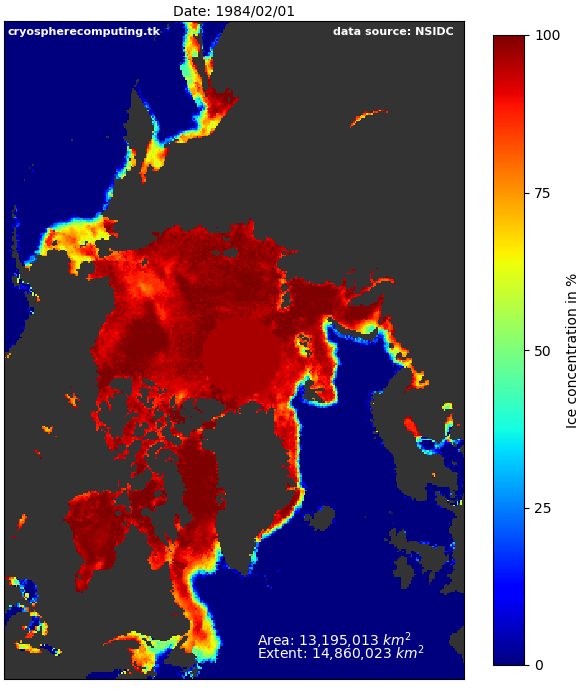 Date: 1984/02/01
cryospherecomputing.tk
data source: NSIDC
100
75
50
25
0
Ice concentration in %
Area: 13,195,013 km²
Extent: 14,860,023 km²